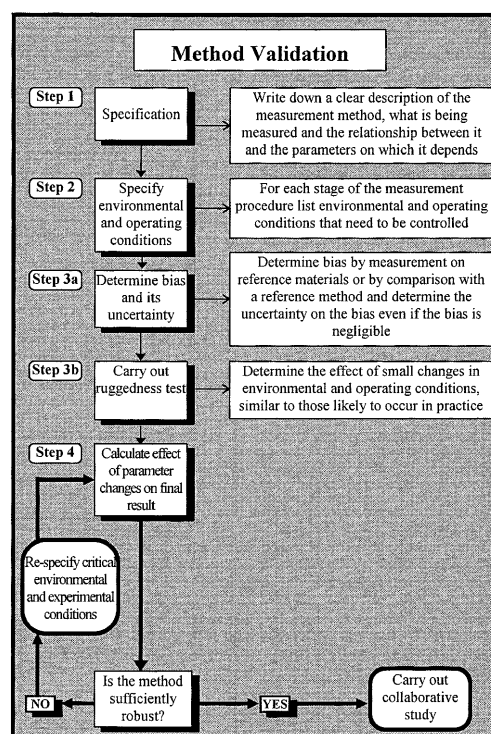 Method Validation
Step 1
Specification
Write down a clear description of the
measurement method, what is being
measured and the relationship between it
and the parameters on which it depends
Step 2
Specify
environmental
and operating
conditions
For each stage of the measurement
procedure list environmental and operating
conditions that need to be controlled
Step 3a
Determine bias
and its
uncertainty
Determine bias by measurement on
reference materials or by comparison with
a reference method and determine the
uncertainty on the bias even if the bias is
negligible
Step 3b
Carry out
ruggedness test
Determine the effect of small changes in
environmental and operating conditions,
similar to those likely to occur in practice
Step 4
Calculate effect
of parameter
changes on final
result
Re-specify critical
environmental
and experimental
conditions
Is the method
sufficiently
robust?
NO
YES
Carry out
collaborative
study